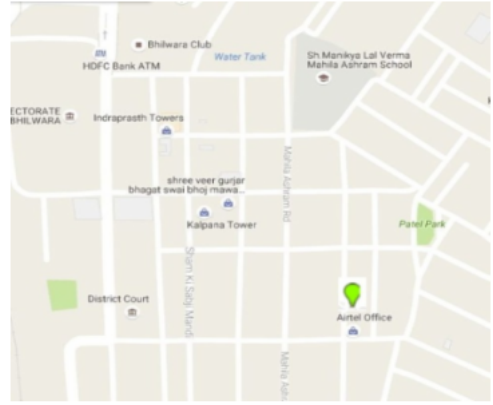 Bhilwara Club
HDFC Bank ATM
Water Tank
Sh Manikya Lal Verma
Mahila Ashram School
ECTORATE
BHILWARA
Indraprasth Towers
shree veer gurjar
bhagat swai bhoj mawa...
Kalpana Tower
Mahila Ashram Rd
Patel Park
Sham Ki Sabji Mandi
District Court
Airtel Office
Mahila Ashr